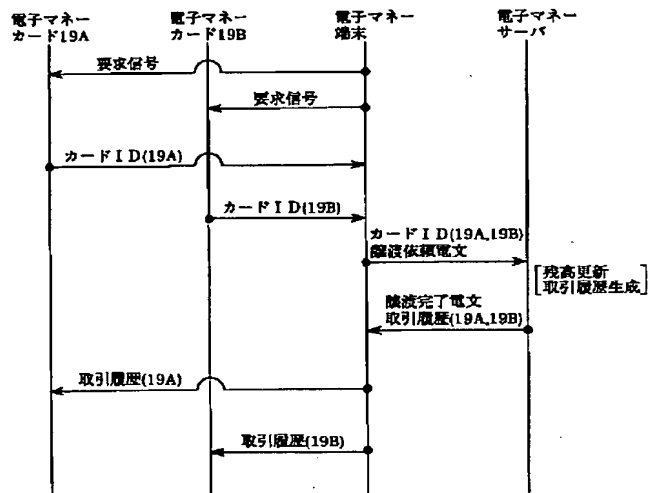 電子マネー
カード19A
電子マネー
カード19B
電子マネー
端末
電子マネー
サーバ
要求信号
要求信号
カードID(19A)
カードID(19B)
カードID(19A,19B)
譲渡依頼電文
残高更新
取引履歴生成
譲渡完了電文
取引履歴(19A,19B)
取引履歴(19A)
取引履歴(19B)